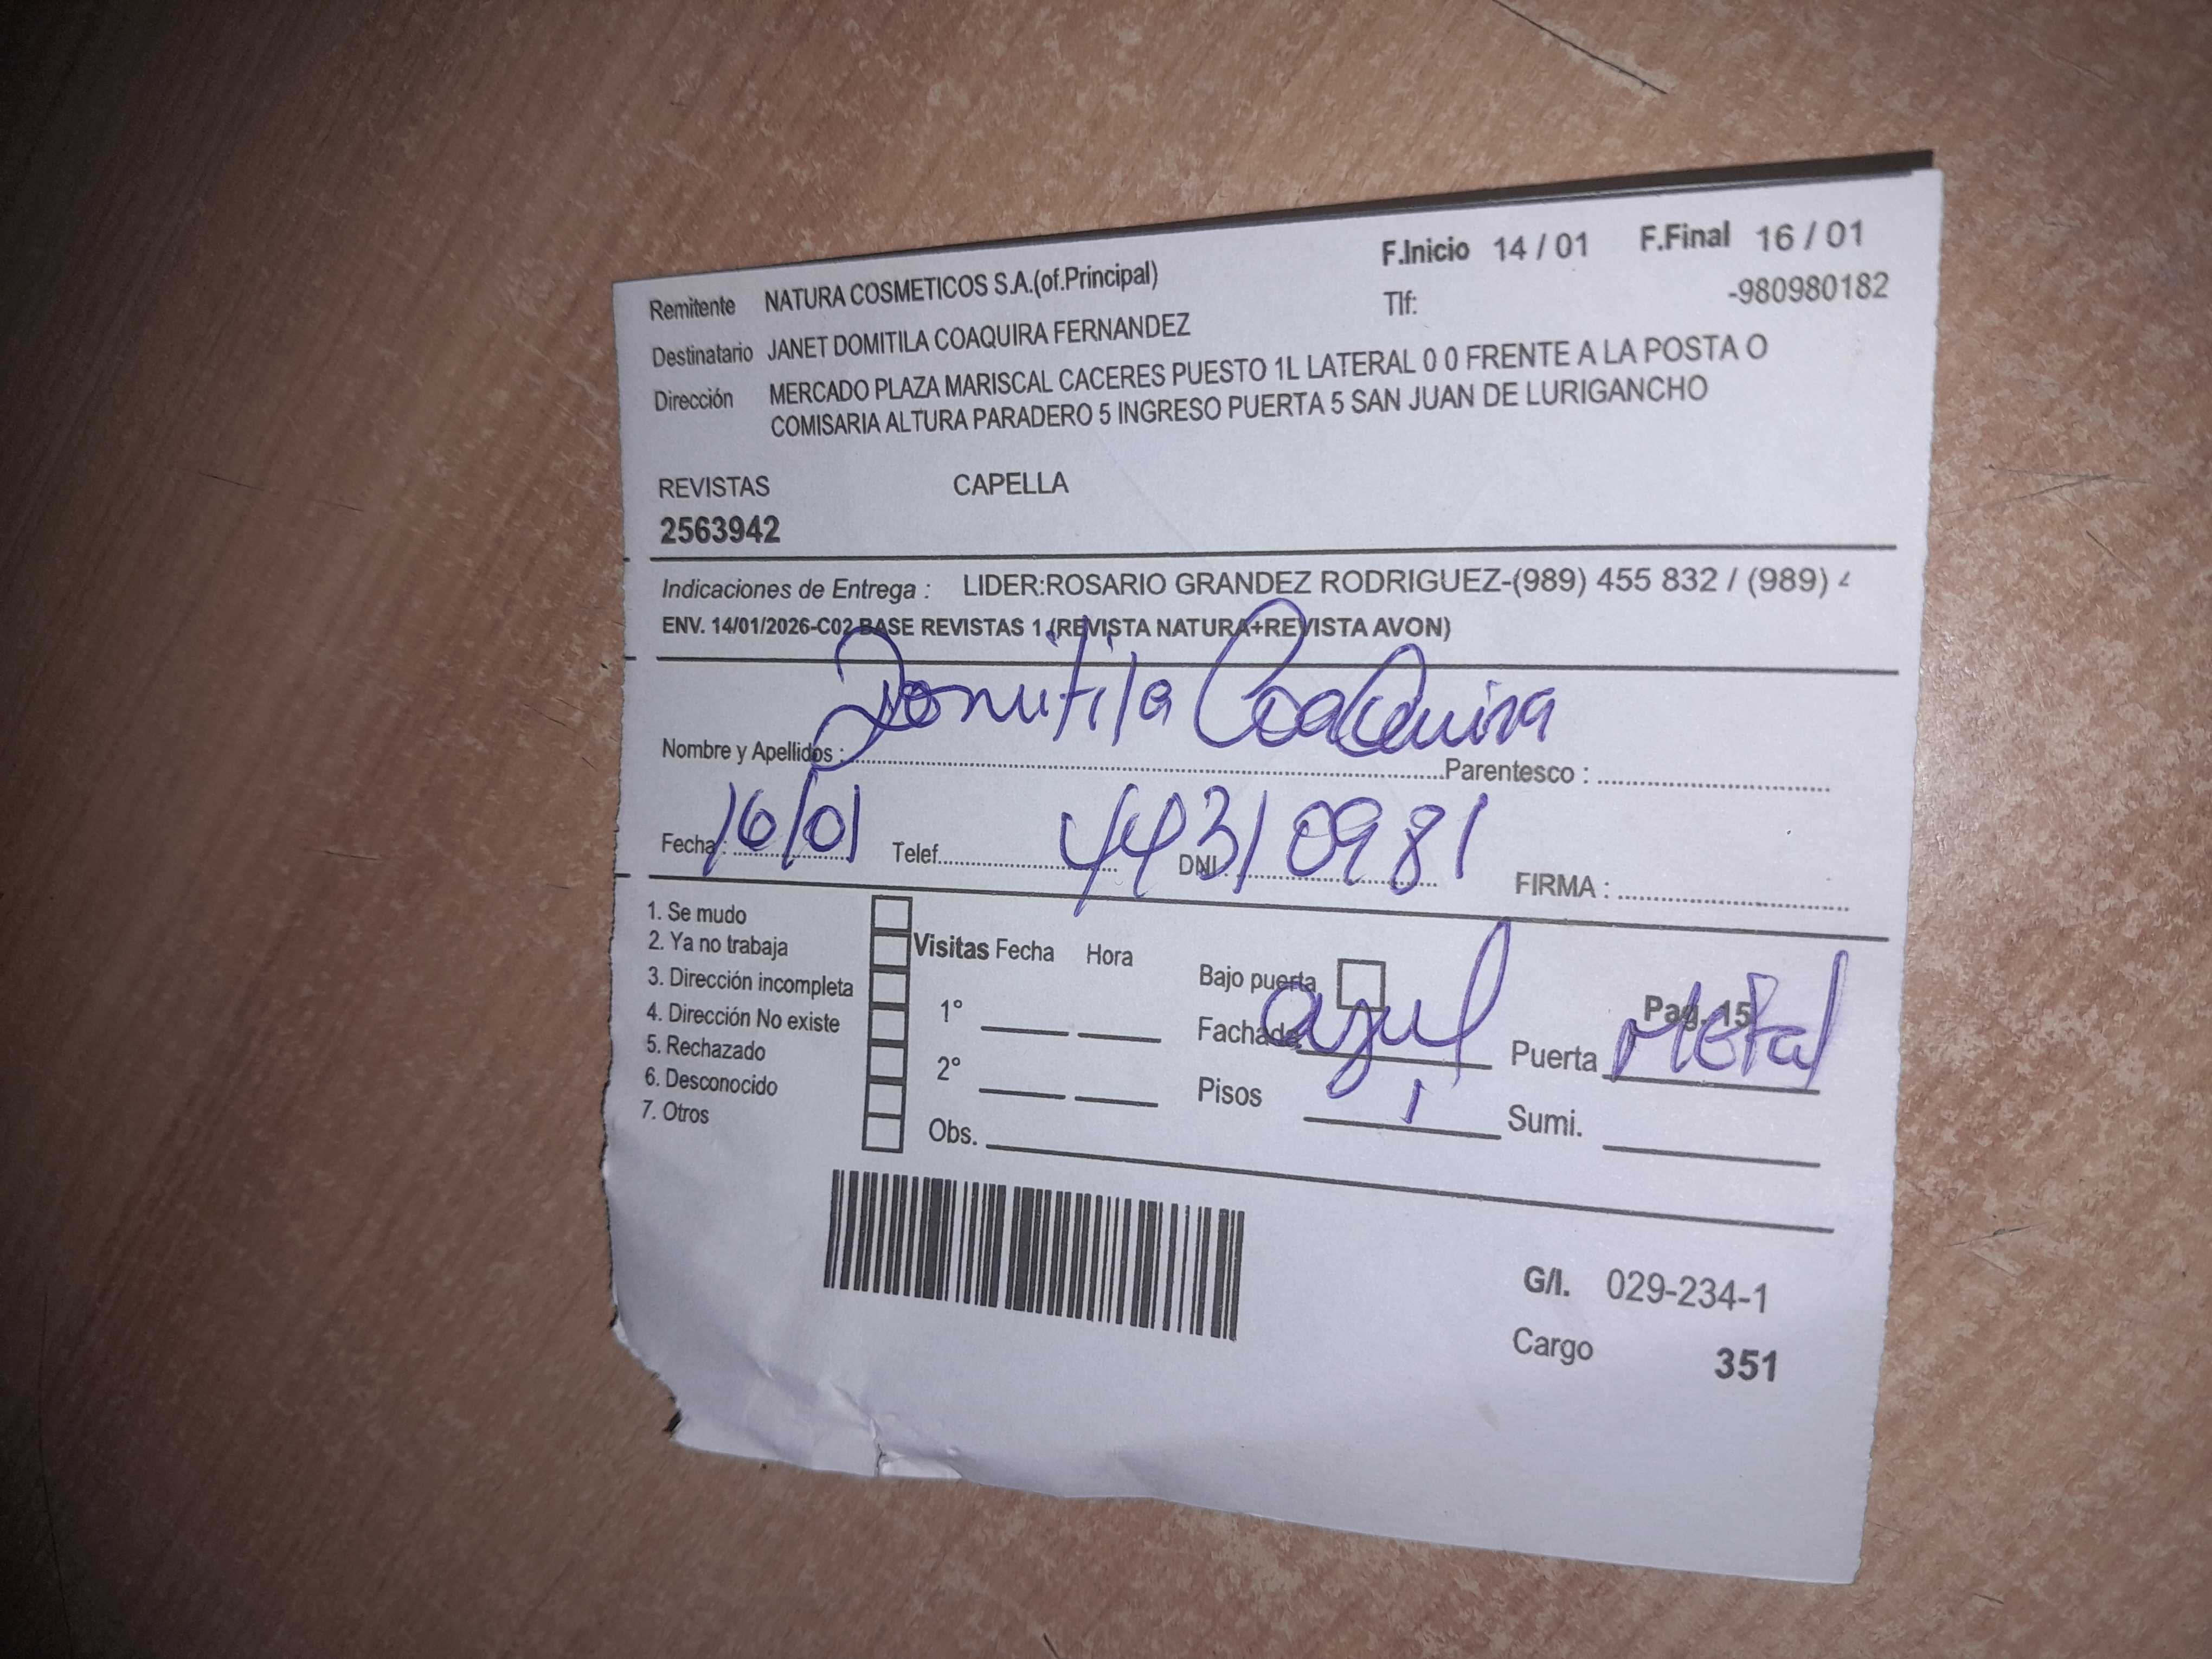 F.Inicio 14 / 01 F.Final 16 / 01
Remitente NATURA COSMETICOS S.A.(of.Principal)
Tlf: -980980182
Destinatario JANET DOMITILA COAQUIRA FERNANDEZ
Dirección MERCADO PLAZA MARISCAL CACERES PUESTO 1L LATERAL 0 0 FRENTE A LA POSTA O
COMISARIA ALTURA PARADERO 5 INGRESO PUERTA 5 SAN JUAN DE LURIGANCHO
REVISTAS CAPELLA
2563942
Indicaciones de Entrega : LIDER:ROSARIO GRANDEZ RODRIGUEZ-(989) 455 832 / (989)
ENV. 14/01/2026-C02 BASE REVISTAS 1 (REVISTA NATURA+REVISTA AVON)
Nombre y Apellidos : Domitila Coaquira Parentesco :
Fecha : 16/01 Telef. DNI 44310981 FIRMA :
1. Se mudo
2. Ya no trabaja
3. Dirección incompleta
4. Dirección No existe
5. Rechazado
6. Desconocido
7. Otros
Visitas Fecha Hora
1°
2°
Obs.
Bajo puerta Pag. 15
Fachada azul Puerta Metal
Pisos 1 Sumi.
G/I. 029-234-1
Cargo 351